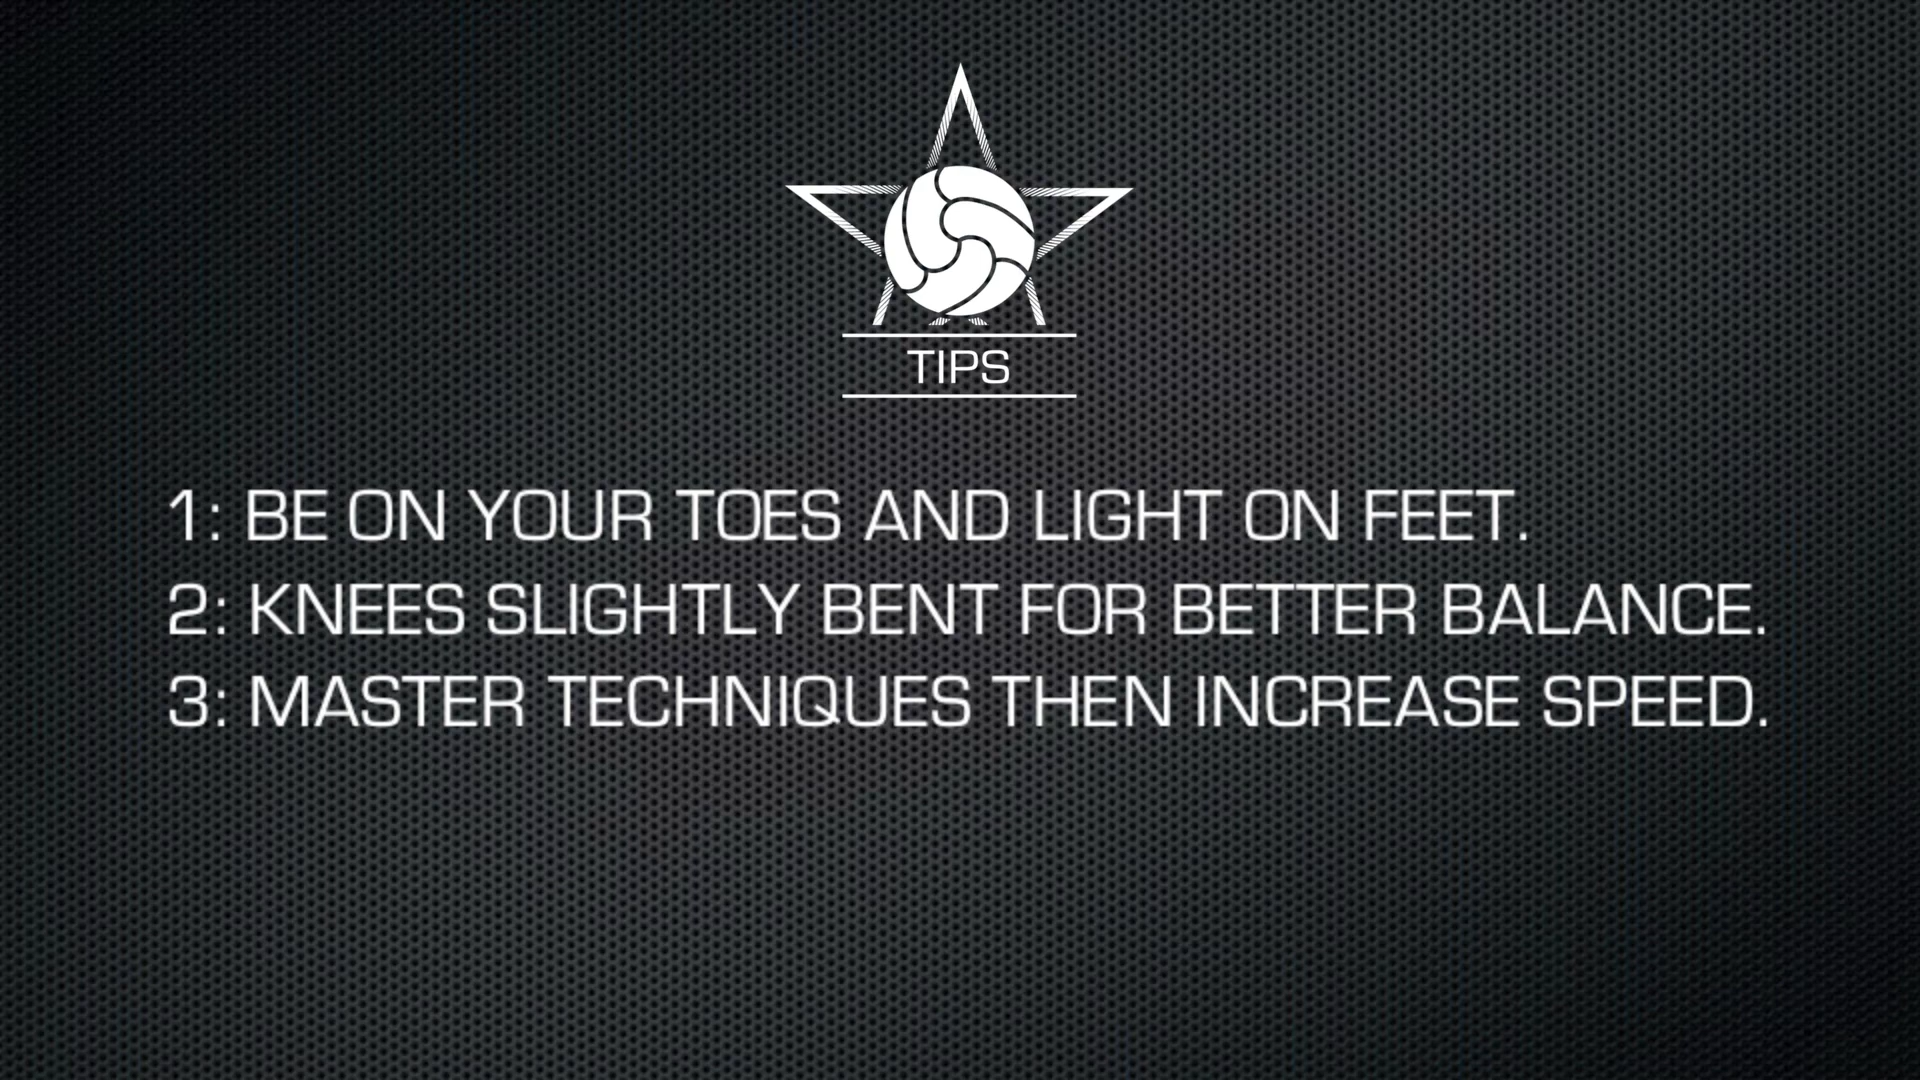 TIPS
1: BE ON YOUR TOES AND LIGHT ON FEET.
2: KNEES SLIGHTLY BENT FOR BETTER BALANCE.
3: MASTER TECHNIQUES THEN INCREASE SPEED.